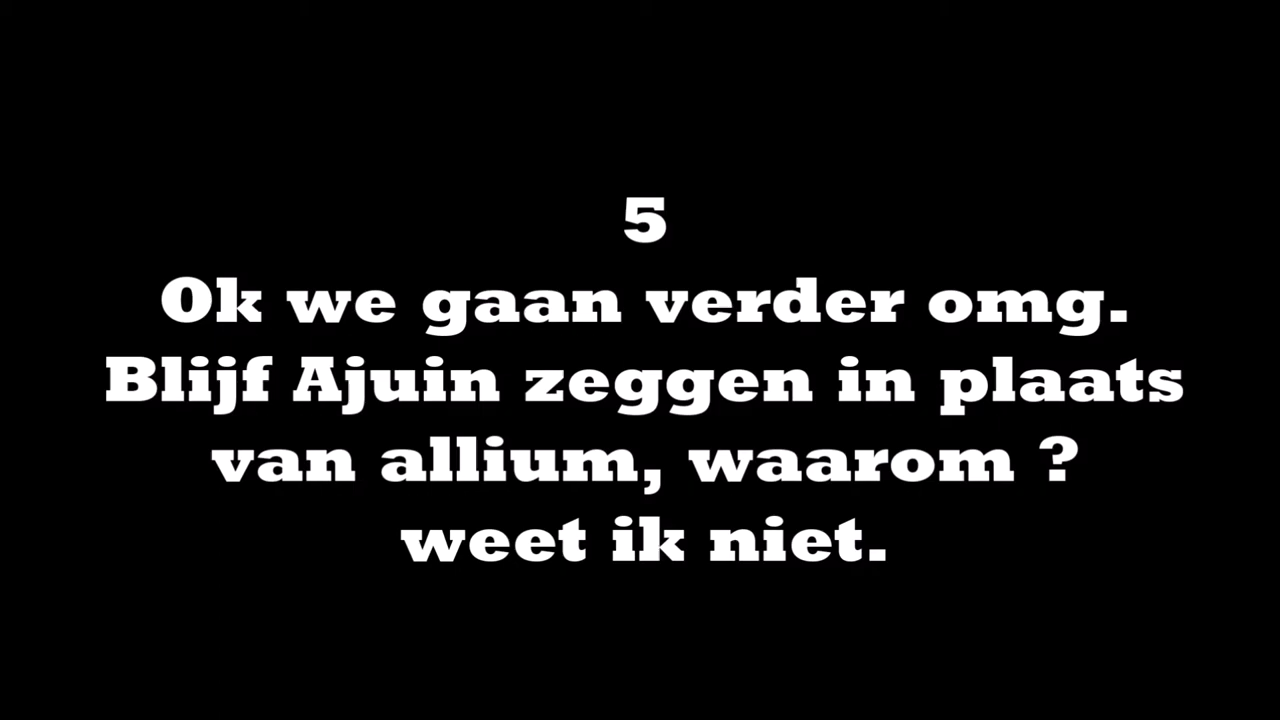 5
Ok we gaan verder omg.
Blijf Ajuin zeggen in plaats
van allium, waarom ?
weet ik niet.